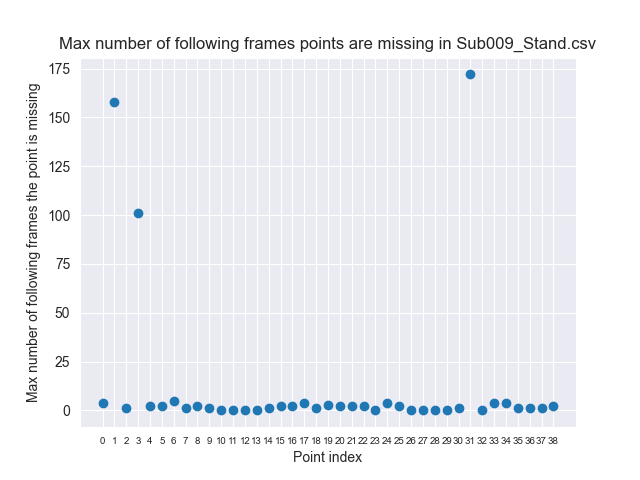 Max number of following frames points are missing in Sub009_Stand.csv
Max number of following frames the point is missing
175
150
125
100
75
50
25
0
0 1 2 3 4 5 6 7 8 9 10 11 12 13 14 15 16 17 18 19 20 21 22 23 24 25 26 27 28 29 30 31 32 33 34 35 36 37 38
Point index